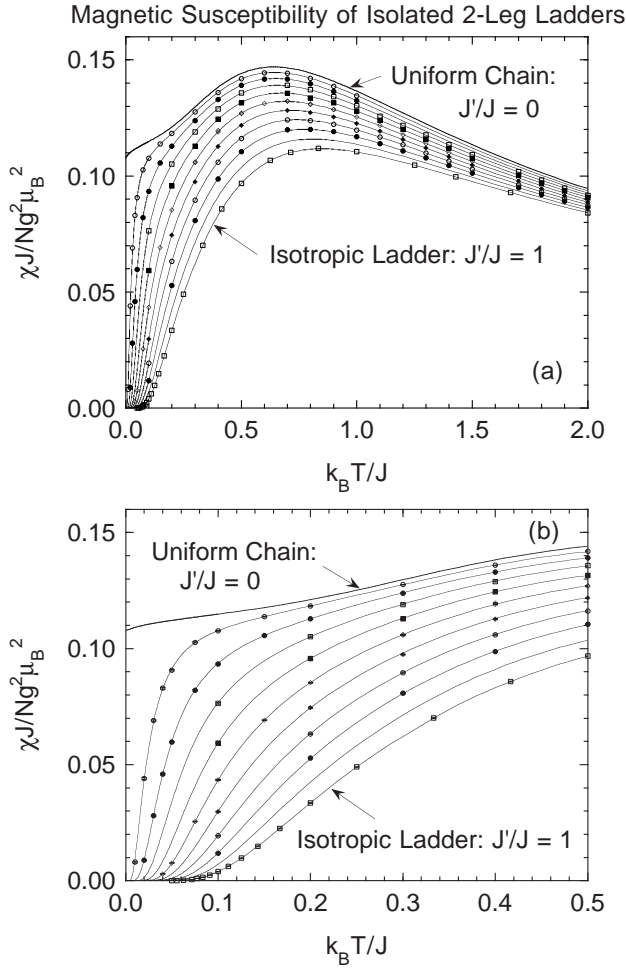 Magnetic Susceptibility of Isolated 2-Leg Ladders
0.15
0.10
0.05
0.00
χJ/Ng²μ_B²
Uniform Chain:
J'/J = 0
Isotropic Ladder: J'/J = 1
(a)
0.0 0.5 1.0 1.5 2.0
k_BT/J
(b)
0.15
0.10
0.05
0.00
χJ/Ng²μ_B²
Uniform Chain:
J'/J = 0
Isotropic Ladder: J'/J = 1
0.0 0.1 0.2 0.3 0.4 0.5
k_BT/J